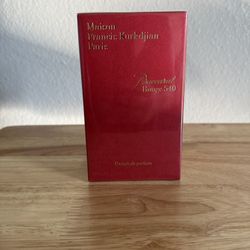 Maison
Francis Kurkdjian
Paris
Baccarat
Rouge 540
Extrait de parfum